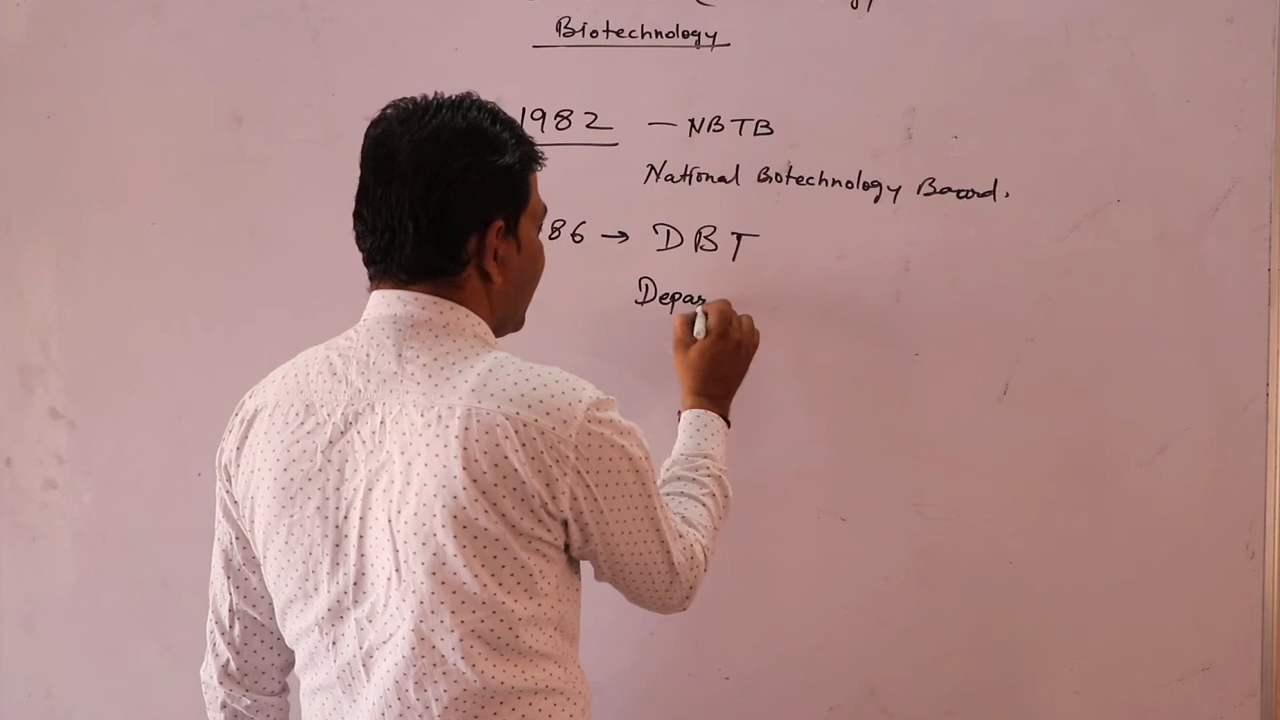 Biotechnology
1982 – NBTB
National Biotechnology Board.
86 → DBT
Depar